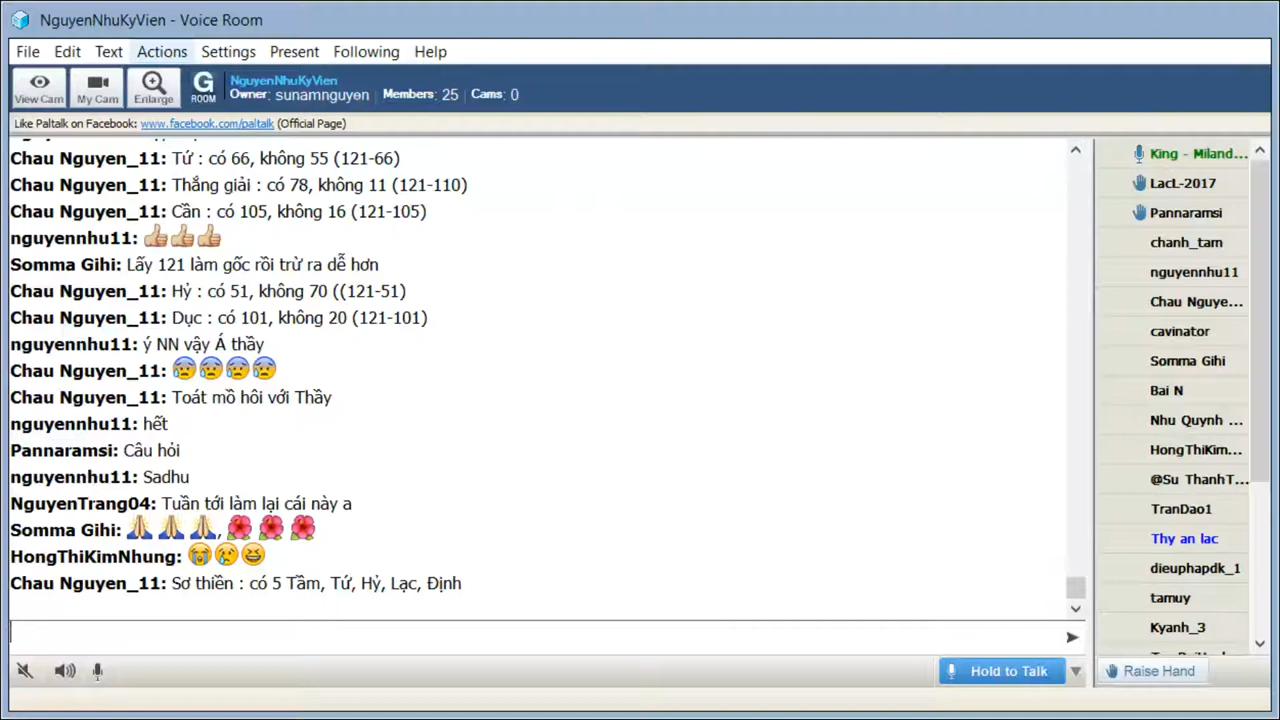 NguyenNhuKyVien - Voice Room
File Edit Text Actions Settings Present Following Help
View Cam
My Cam
Enlarge
G ROOM
NguyenNhuKyVien
Owner: sunamnguyen | Members: 25 | Cams: 0
Like Paltalk on Facebook: www.facebook.com/paltalk (Official Page)
Chau Nguyen_11: Tứ : có 66, không 55 (121-66)
Chau Nguyen_11: Thắng giải : có 78, không 11 (121-110)
Chau Nguyen_11: Cần : có 105, không 16 (121-105)
nguyennhu11:
Somma Gihi: Lấy 121 làm gốc rồi trừ ra dễ hơn
Chau Nguyen_11: Hỷ : có 51, không 70 ((121-51)
Chau Nguyen_11: Dục : có 101, không 20 (121-101)
nguyennhu11: ý NN vậy Á thầy
Chau Nguyen_11:
Chau Nguyen_11: Toát mồ hôi với Thầy
nguyennhu11: hết
Pannaramsi: Câu hỏi
nguyennhu11: Sadhu
NguyenTrang04: Tuần tới làm lại cái này a
Somma Gihi: ,
HongThiKimNhung:
Chau Nguyen_11: Sơ thiền : có 5 Tầm, Tứ, Hỷ, Lạc, Định
King - Miland...
LacL-2017
Pannaramsi
chanh_tam
nguyennhu11
Chau Nguye...
cavinator
Somma Gihi
Bai N
Nhu Quynh ...
HongThiKim...
@Su ThanhT...
TranDao1
Thy an lac
dieuphapdk_1
tamuy
Kyanh_3
Hold to Talk
Raise Hand